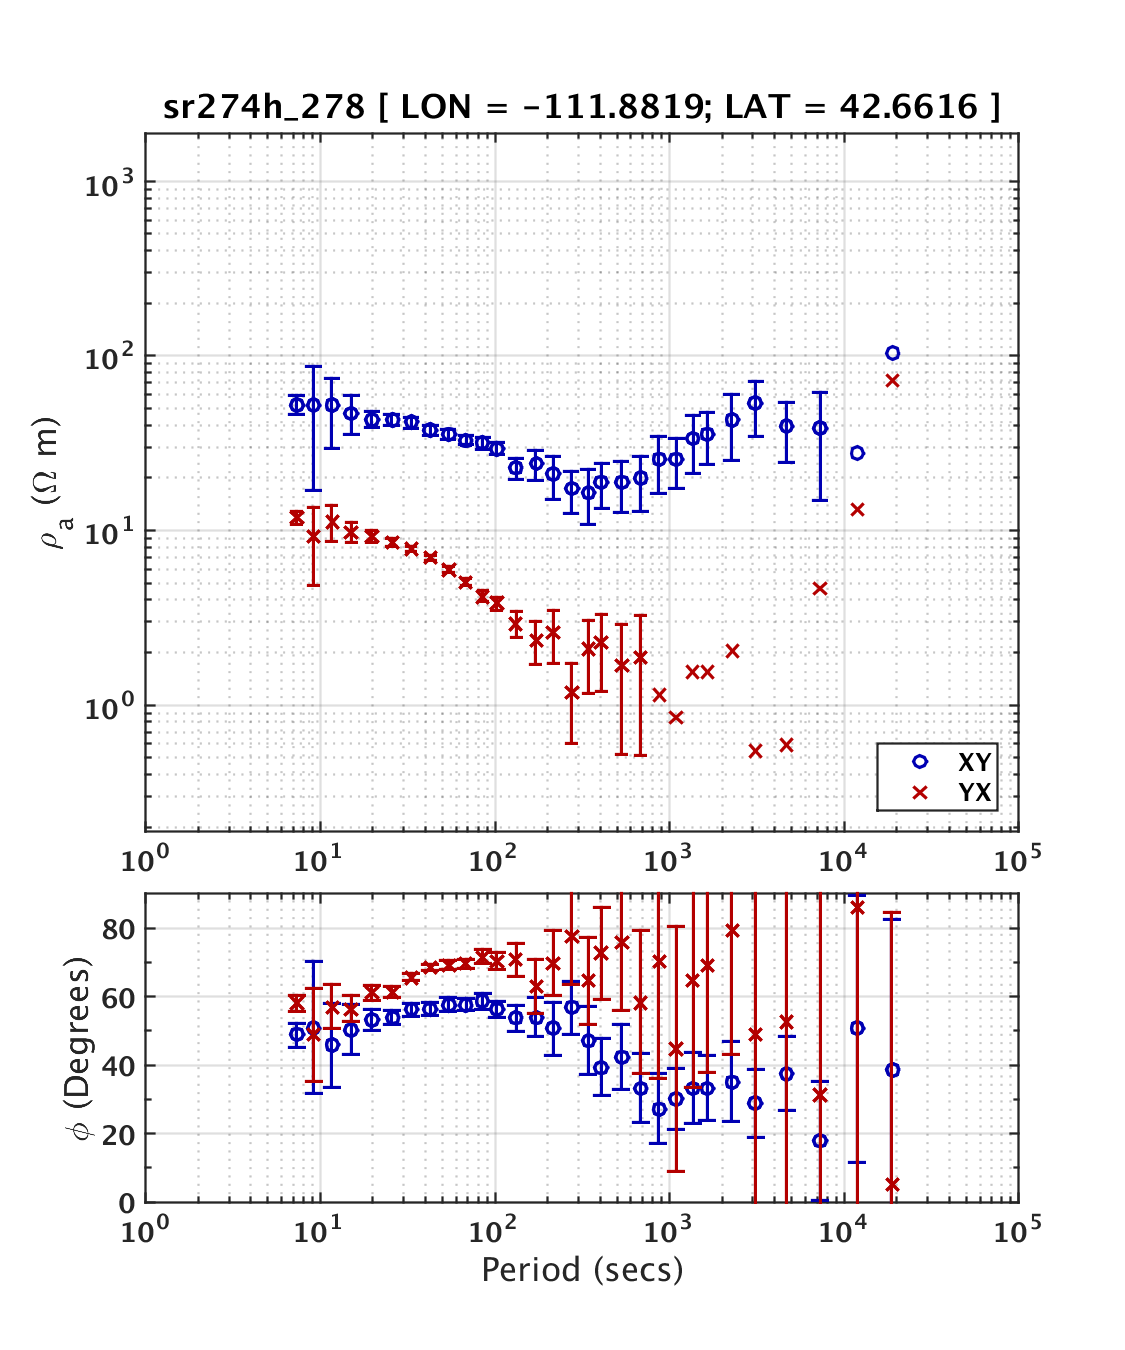 sr274h_278 [ LON = -111.8819; LAT = 42.6616 ]
10³
10²
10¹
10⁰
ρₐ (Ω m)
XY
YX
10⁰ 10¹ 10² 10³ 10⁴ 10⁵
80
60
40
20
0
ϕ (Degrees)
10⁰ 10¹ 10² 10³ 10⁴ 10⁵
Period (secs)